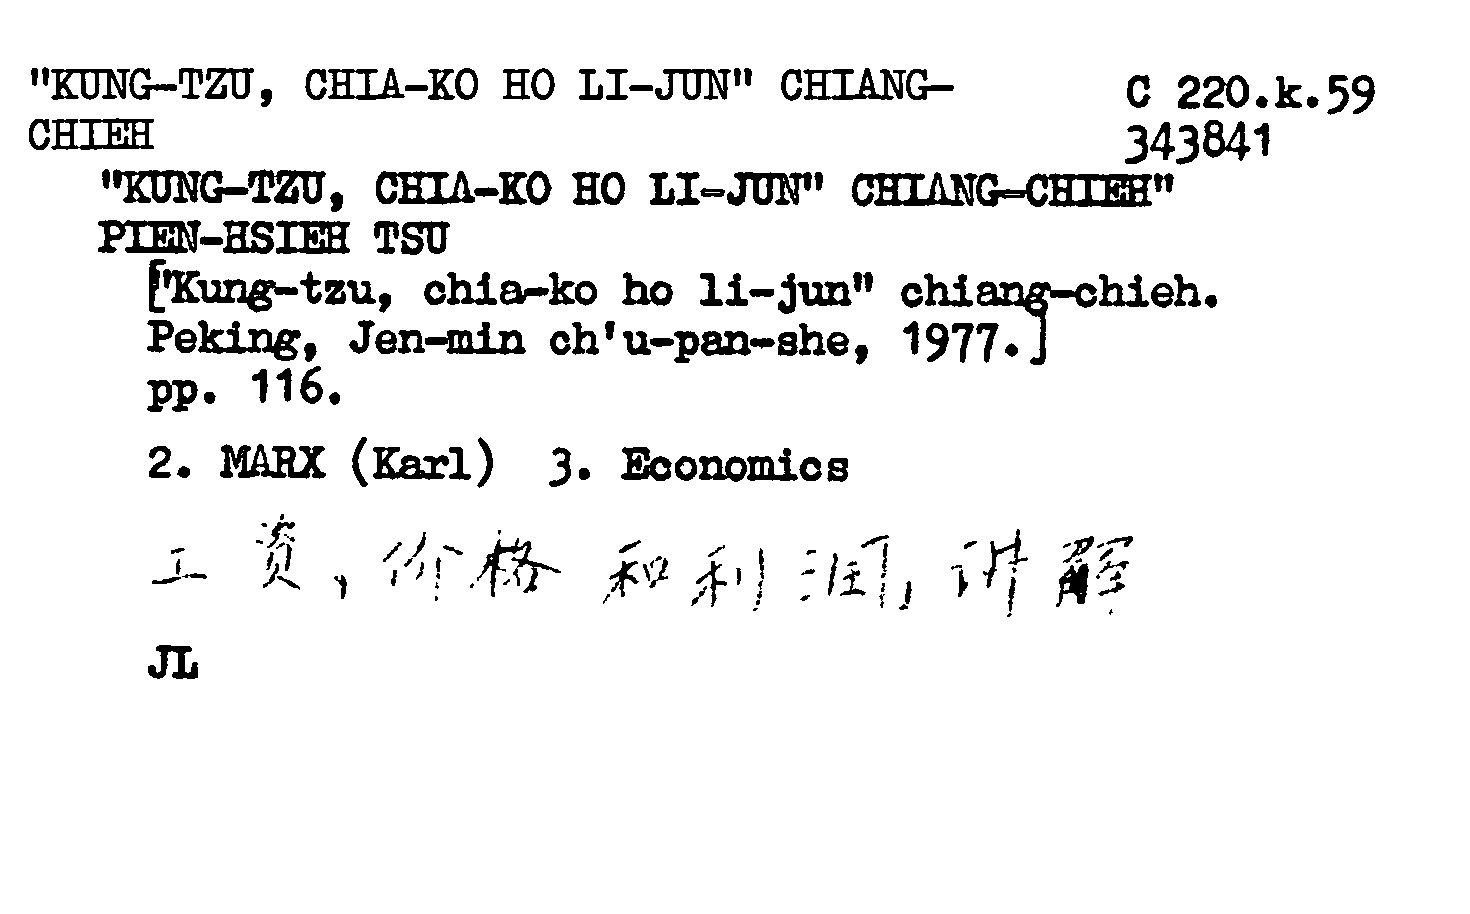 "KUNG-TZU, CHIA-KO HO LI-JUN" CHIANG-
CHIEH
C 220.k.59
343841
"KUNG-TZU, CHIA-KO HO LI-JUN" CHIANG-CHIEH"
PIEN-HSIEH TSU
["Kung-tzu, chia-ko ho li-jun" chiang-chieh.
Peking, Jen-min ch'u-pan-she, 1977.]
pp. 116.
2. MARX (Karl) 3. Economics
工资,价格和利润,讲解
JL